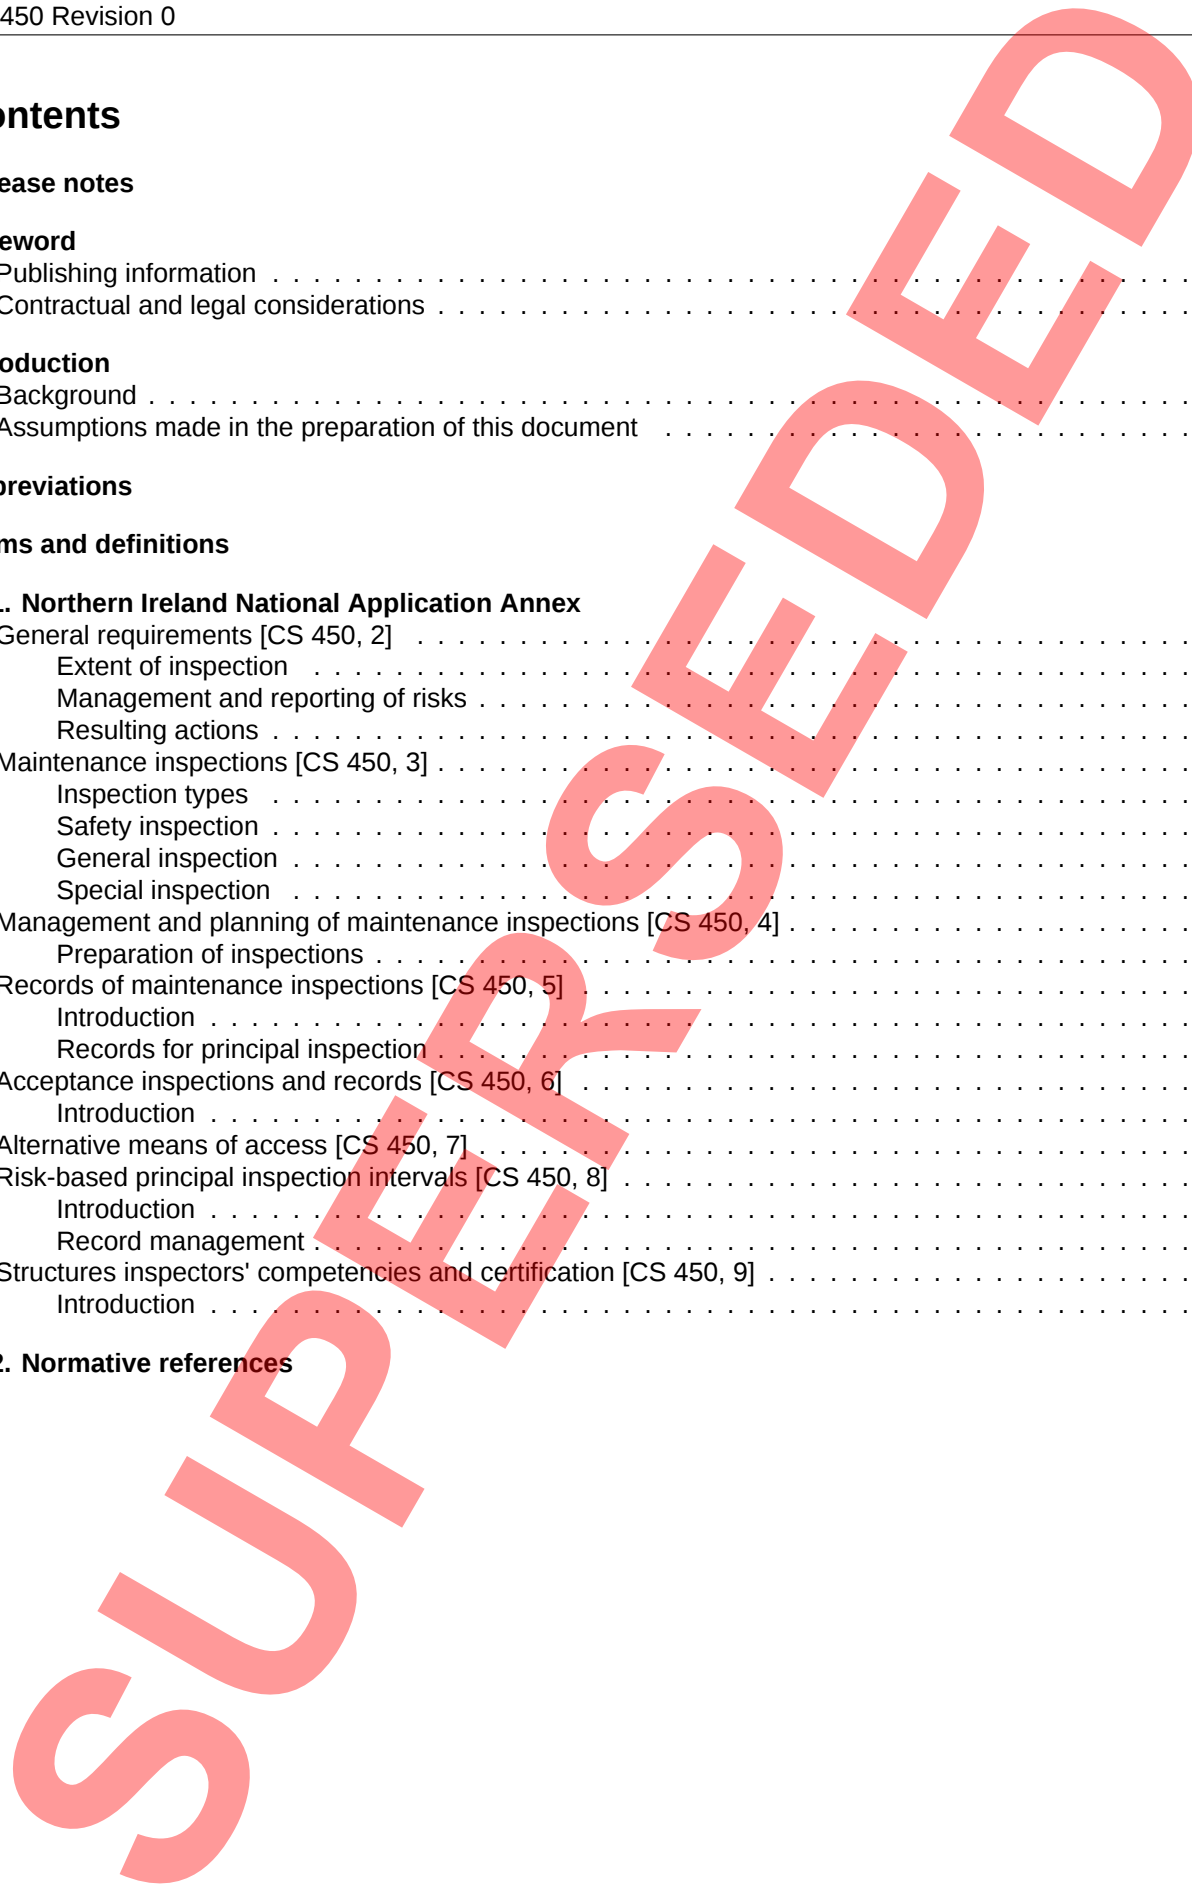 450 Revision 0
ontents
ease notes
eword
Publishing information . . . . . . . . . . . . . . . . . . . . . . . . . . . . . . . . . . . . . . . . . . . . .
Contractual and legal considerations . . . . . . . . . . . . . . . . . . . . . . . . . . . . . . . . . . . . .
oduction
Background . . . . . . . . . . . . . . . . . . . . . . . . . . . . . . . . . . . . . . . . . . . . . . . . . . .
Assumptions made in the preparation of this document . . . . . . . . . . . . . . . . . . . . . . . . . .
breviations
ms and definitions
1. Northern Ireland National Application Annex
General requirements [CS 450, 2] . . . . . . . . . . . . . . . . . . . . . . . . . . . . . . . . . . . . . .
Extent of inspection . . . . . . . . . . . . . . . . . . . . . . . . . . . . . . . . . . . . . . . . . . .
Management and reporting of risks . . . . . . . . . . . . . . . . . . . . . . . . . . . . . . . . . . .
Resulting actions . . . . . . . . . . . . . . . . . . . . . . . . . . . . . . . . . . . . . . . . . . . . .
Maintenance inspections [CS 450, 3] . . . . . . . . . . . . . . . . . . . . . . . . . . . . . . . . . . . . .
Inspection types . . . . . . . . . . . . . . . . . . . . . . . . . . . . . . . . . . . . . . . . . . . . .
Safety inspection . . . . . . . . . . . . . . . . . . . . . . . . . . . . . . . . . . . . . . . . . . . . .
General inspection . . . . . . . . . . . . . . . . . . . . . . . . . . . . . . . . . . . . . . . . . . . .
Special inspection . . . . . . . . . . . . . . . . . . . . . . . . . . . . . . . . . . . . . . . . . . . .
Management and planning of maintenance inspections [CS 450, 4] . . . . . . . . . . . . . . . . . . . .
Preparation of inspections . . . . . . . . . . . . . . . . . . . . . . . . . . . . . . . . . . . . . . . .
Records of maintenance inspections [CS 450, 5] . . . . . . . . . . . . . . . . . . . . . . . . . . . . . .
Introduction . . . . . . . . . . . . . . . . . . . . . . . . . . . . . . . . . . . . . . . . . . . . . . . .
Records for principal inspection . . . . . . . . . . . . . . . . . . . . . . . . . . . . . . . . . . . . .
Acceptance inspections and records [CS 450, 6] . . . . . . . . . . . . . . . . . . . . . . . . . . . . . .
Introduction . . . . . . . . . . . . . . . . . . . . . . . . . . . . . . . . . . . . . . . . . . . . . . . .
Alternative means of access [CS 450, 7] . . . . . . . . . . . . . . . . . . . . . . . . . . . . . . . . . . .
Risk-based principal inspection intervals [CS 450, 8] . . . . . . . . . . . . . . . . . . . . . . . . . . . .
Introduction . . . . . . . . . . . . . . . . . . . . . . . . . . . . . . . . . . . . . . . . . . . . . . . .
Record management . . . . . . . . . . . . . . . . . . . . . . . . . . . . . . . . . . . . . . . . . . .
Structures inspectors' competencies and certification [CS 450, 9] . . . . . . . . . . . . . . . . . . . . .
Introduction . . . . . . . . . . . . . . . . . . . . . . . . . . . . . . . . . . . . . . . . . . . . . . . .
2. Normative references
SUPERSEDED